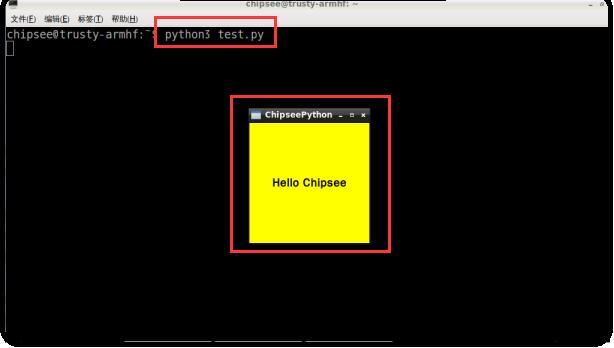 chipsee@trusty-armhf: ~
文件(F) 编辑(E) 标签(T) 帮助(H)
chipsee@trusty-armhf:~$ python3 test.py
ChipseePython
Hello Chipsee